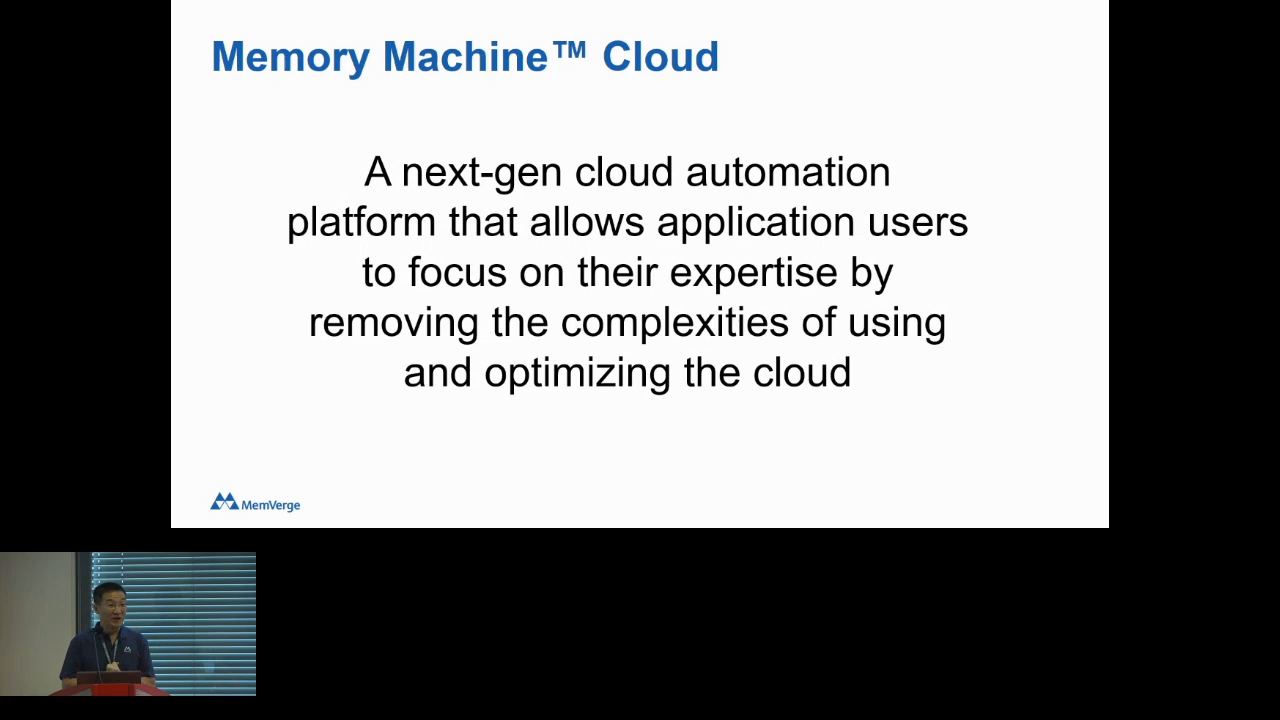 Memory Machine™ Cloud
A next-gen cloud automation
platform that allows application users
to focus on their expertise by
removing the complexities of using
and optimizing the cloud
MemVerge